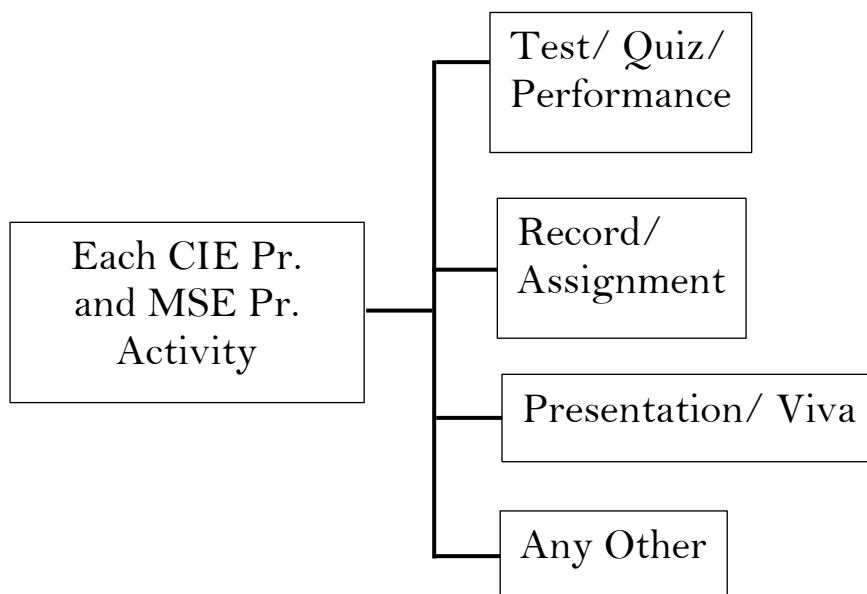 Test/ Quiz/
Performance
Each CIE Pr.
and MSE Pr.
Activity
Record/
Assignment
Presentation/ Viva
Any Other